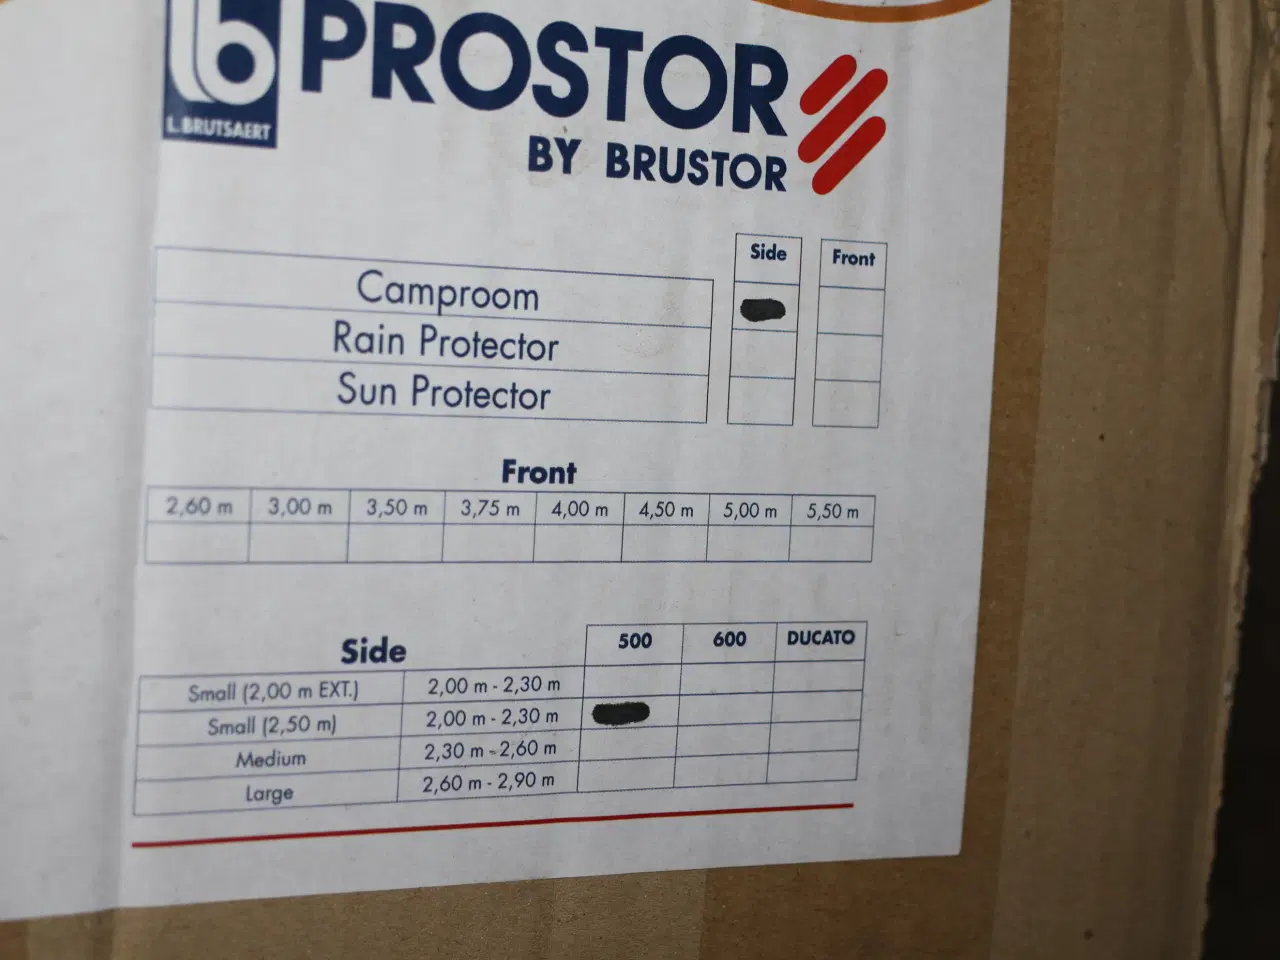 b PROSTOR
L. BRUTSAERT
BY BRUSTOR
Side Front
Camproom
Rain Protector
Sun Protector
Front
2,60 m 3,00 m 3,50 m 3,75 m 4,00 m 4,50 m 5,00 m 5,50 m
Side 500 600 DUCATO
Small (2,00 m EXT.) 2,00 m - 2,30 m
Small (2,50 m) 2,00 m - 2,30 m
Medium 2,30 m - 2,60 m
Large 2,60 m - 2,90 m